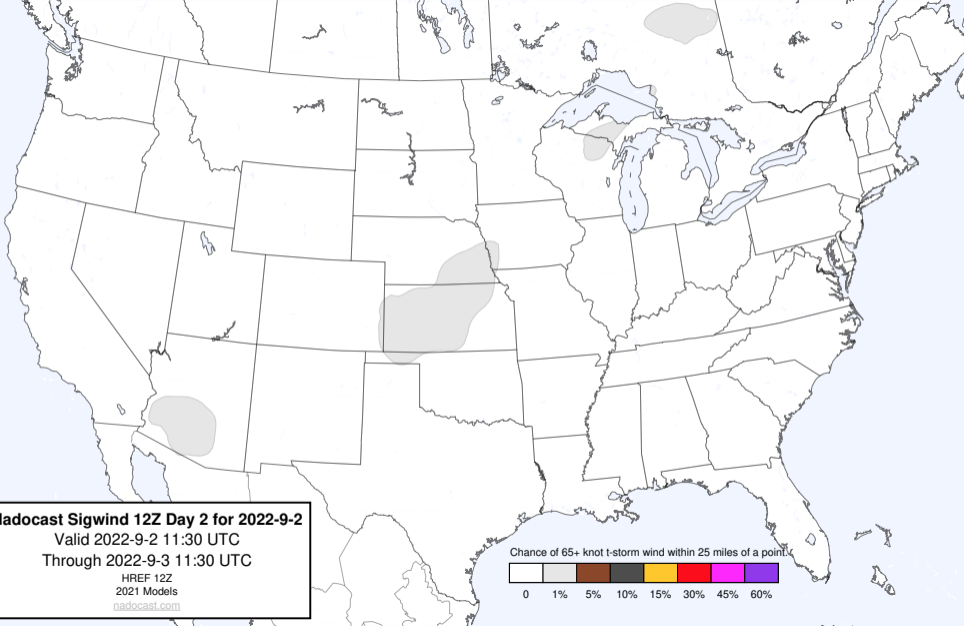 adocast Sigwind 12Z Day 2 for 2022-9-2
Valid 2022-9-2 11:30 UTC
Through 2022-9-3 11:30 UTC
HREF 12Z
2021 Models
nadocast.com
Chance of 65+ knot t-storm wind within 25 miles of a point.
0 1% 5% 10% 15% 30% 45% 60%